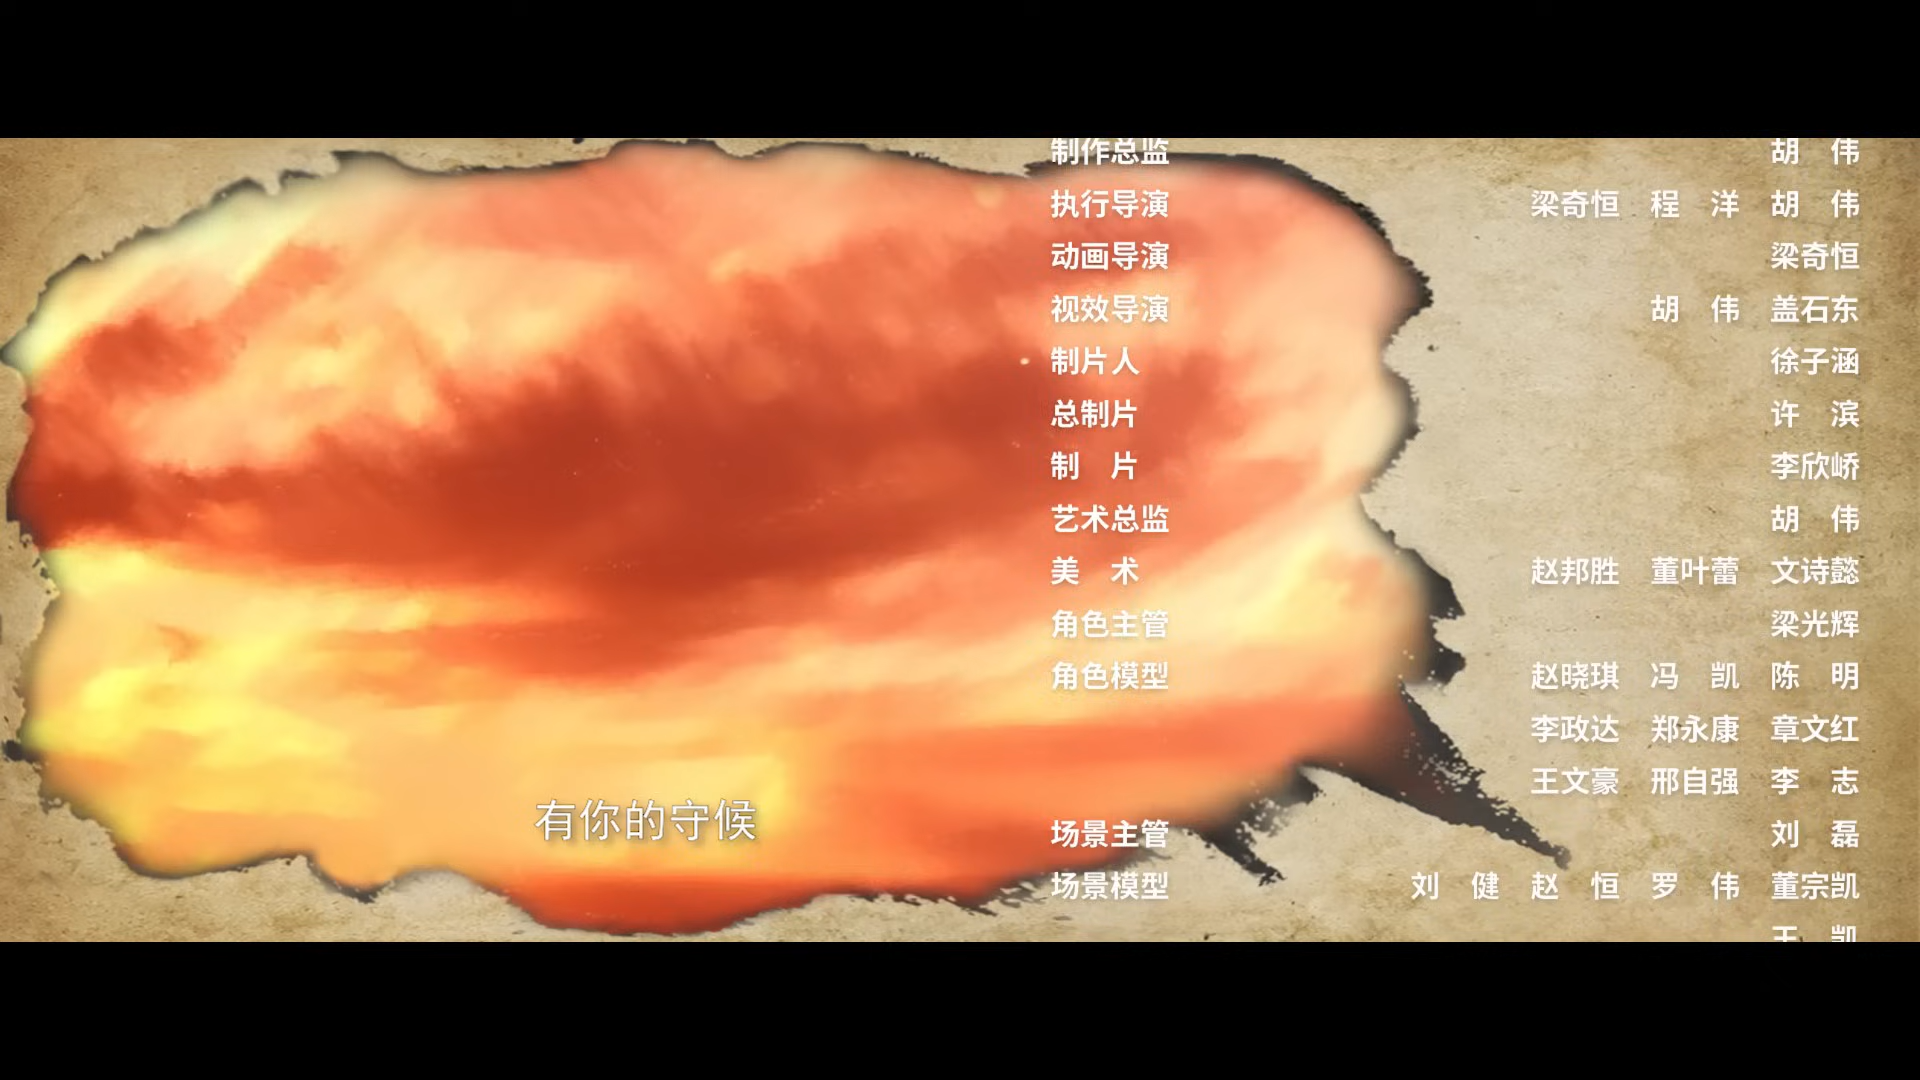 制作总监 胡 伟
执行导演 梁奇恒 程 洋 胡 伟
动画导演 梁奇恒
视效导演 胡 伟 盖石东
制片人 徐子涵
总制片 许 滨
制 片 李欣峤
艺术总监 胡 伟
美 术 赵邦胜 董叶蕾 文诗懿
角色主管 梁光辉
角色模型 赵晓琪 冯 凯 陈 明
李政达 郑永康 章文红
王文豪 邢自强 李 志
有你的守候
场景主管 刘 磊
场景模型 刘 健 赵 恒 罗 伟 董宗凯
王 凯